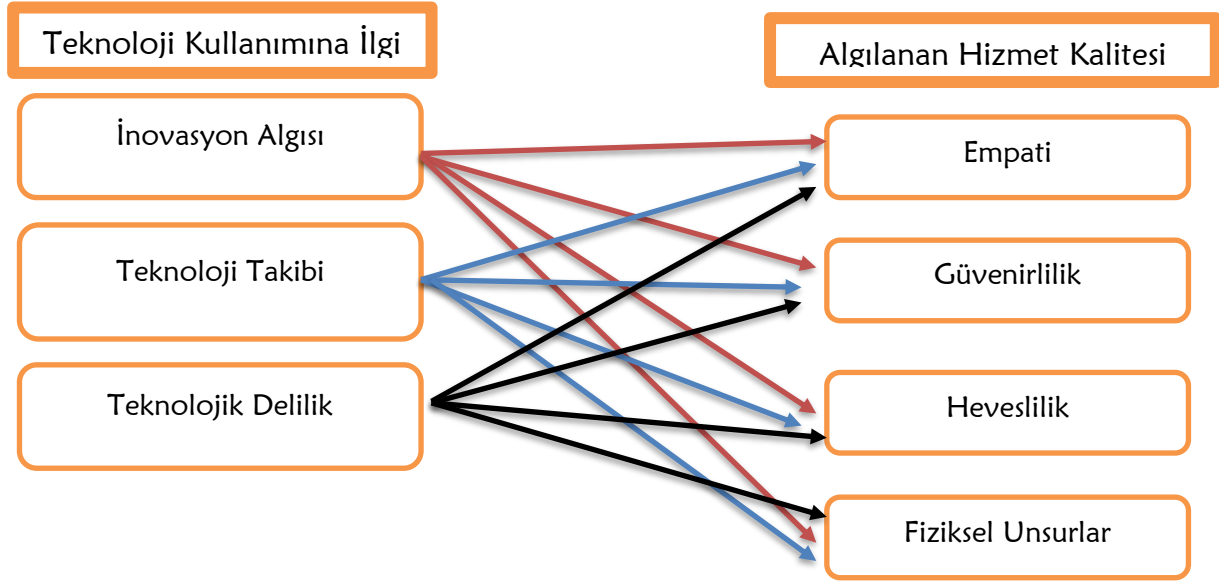 Teknoloji Kullanımına İlgi
Algılanan Hizmet Kalitesi
İnovasyon Algısı
Teknoloji Takibi
Teknolojik Delilik
Empati
Güvenirlilik
Heveslilik
Fiziksel Unsurlar